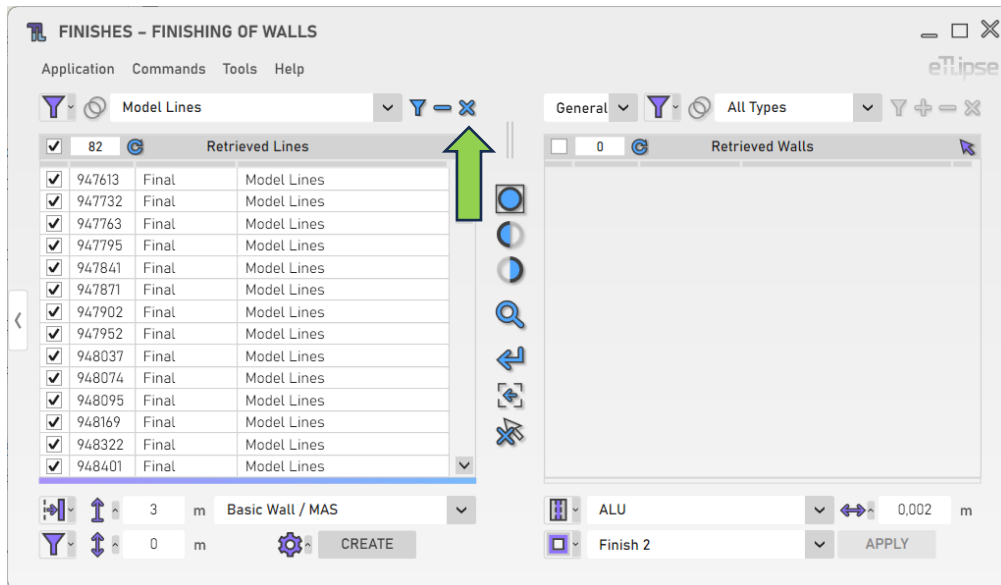 FINISHES – FINISHING OF WALLS
Application Commands Tools Help
eTLipse
Model Lines
General All Types
82 Retrieved Lines
0 Retrieved Walls
947613 Final Model Lines
947732 Final Model Lines
947763 Final Model Lines
947795 Final Model Lines
947841 Final Model Lines
947871 Final Model Lines
947902 Final Model Lines
947952 Final Model Lines
948037 Final Model Lines
948074 Final Model Lines
948095 Final Model Lines
948169 Final Model Lines
948322 Final Model Lines
948401 Final Model Lines
3 m Basic Wall / MAS
ALU 0,002 m
0 m CREATE
Finish 2 APPLY